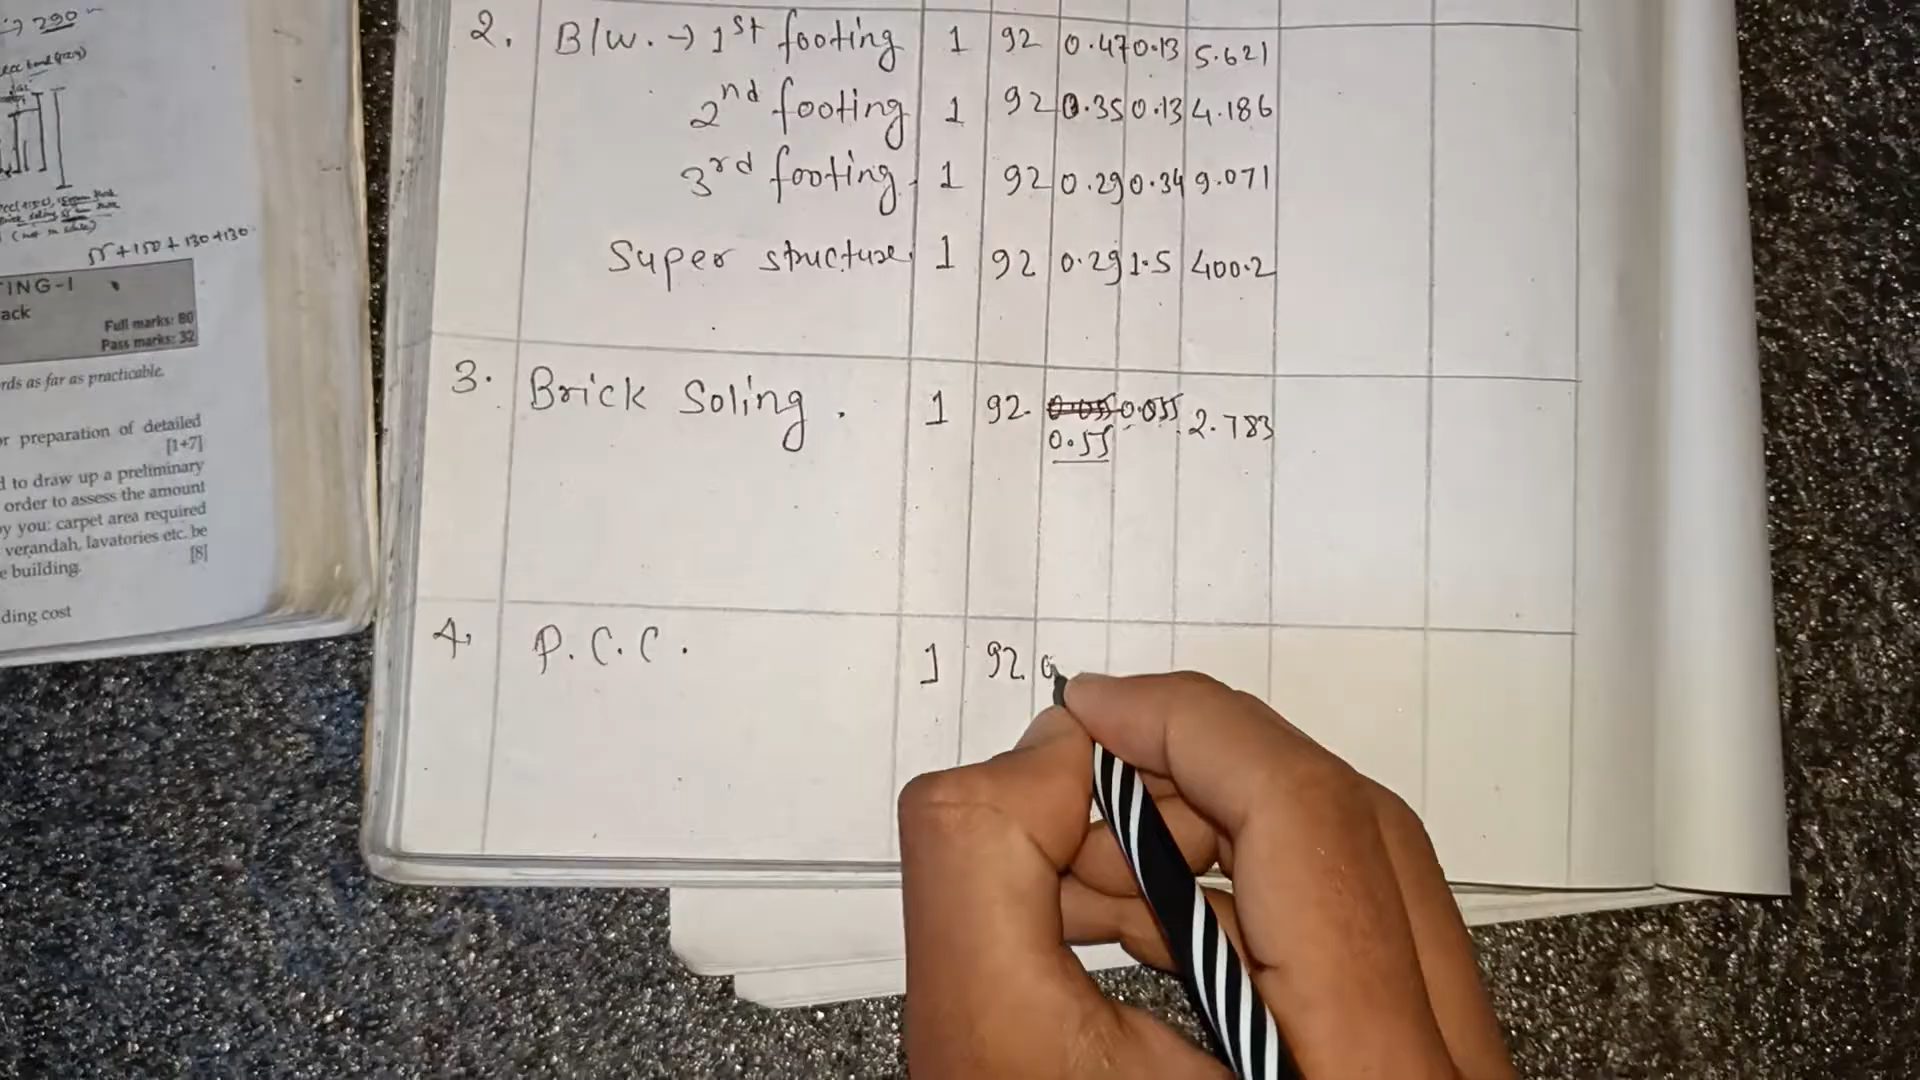 290
55+150+130+130
ING-I
ack
Full marks: 80
Pass marks: 32
rds as far as practicable.
r preparation of detailed
[1+7]
to draw up a preliminary
order to assess the amount
by you: carpet area required
verandah, lavatories etc. be
e building.
[8]
ding cost
2. B/w. → 1st footing 1 92 0.47 0.13 5.621
2nd footing 1 92 0.35 0.13 4.186
3rd footing 1 92 0.29 0.34 9.071
Super structure 1 92 0.29 1.5 400.2
3. Brick Soling. 1 92. 0.055 0.055 2.783
0.55
4. P.C.C. 1 92.